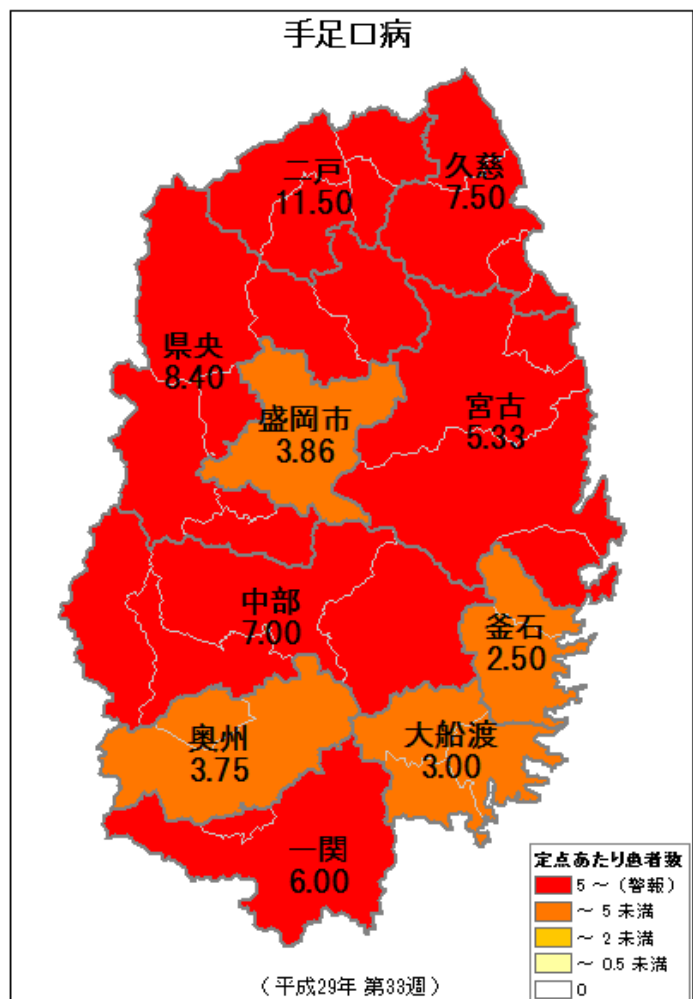 手足口病
二戸
11.50
久慈
7.50
県央
8.40
盛岡市
3.86
宮古
5.33
中部
7.00
釜石
2.50
奥州
3.75
大船渡
3.00
一関
6.00
定点あたり患者数
5 ～ (警報)
～ 5 未満
～ 2 未満
～ 0.5 未満
0
(平成29年 第33週)